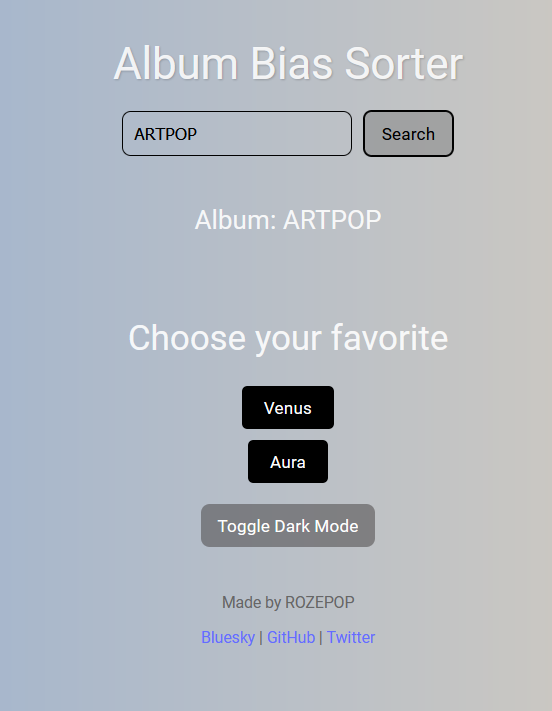 Album Bias Sorter
ARTPOP Search
Album: ARTPOP
Choose your favorite
Venus
Aura
Toggle Dark Mode
Made by ROZEPOP
Bluesky | GitHub | Twitter